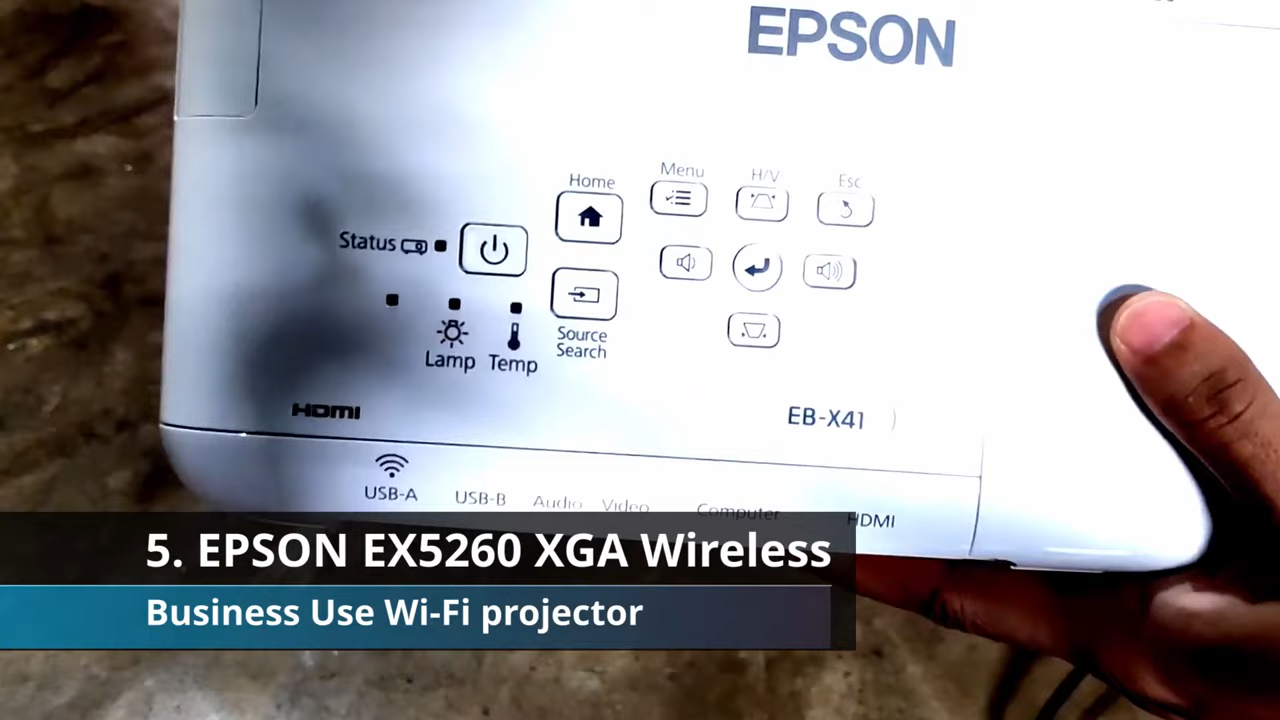 EPSON
Menu
H/V
Esc
Home
Status
Source
Search
Lamp
Temp
HDMI
EB-X41
USB-A
USB-B
Audio
Video
Computer
HDMI
5. EPSON EX5260 XGA Wireless
Business Use Wi-Fi projector